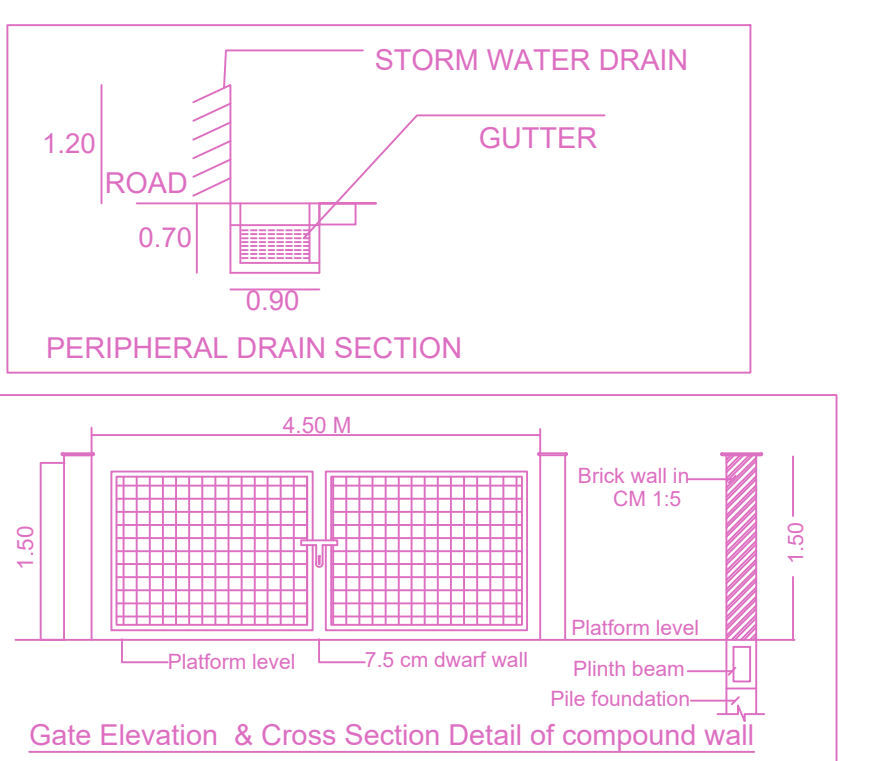 STORM WATER DRAIN
GUTTER
1.20
ROAD
0.70
0.90
PERIPHERAL DRAIN SECTION
4.50 M
Brick wall in
CM 1:5
1.50
1.50
Platform level
Platform level
7.5 cm dwarf wall
Plinth beam
Pile foundation
Gate Elevation & Cross Section Detail of compound wall